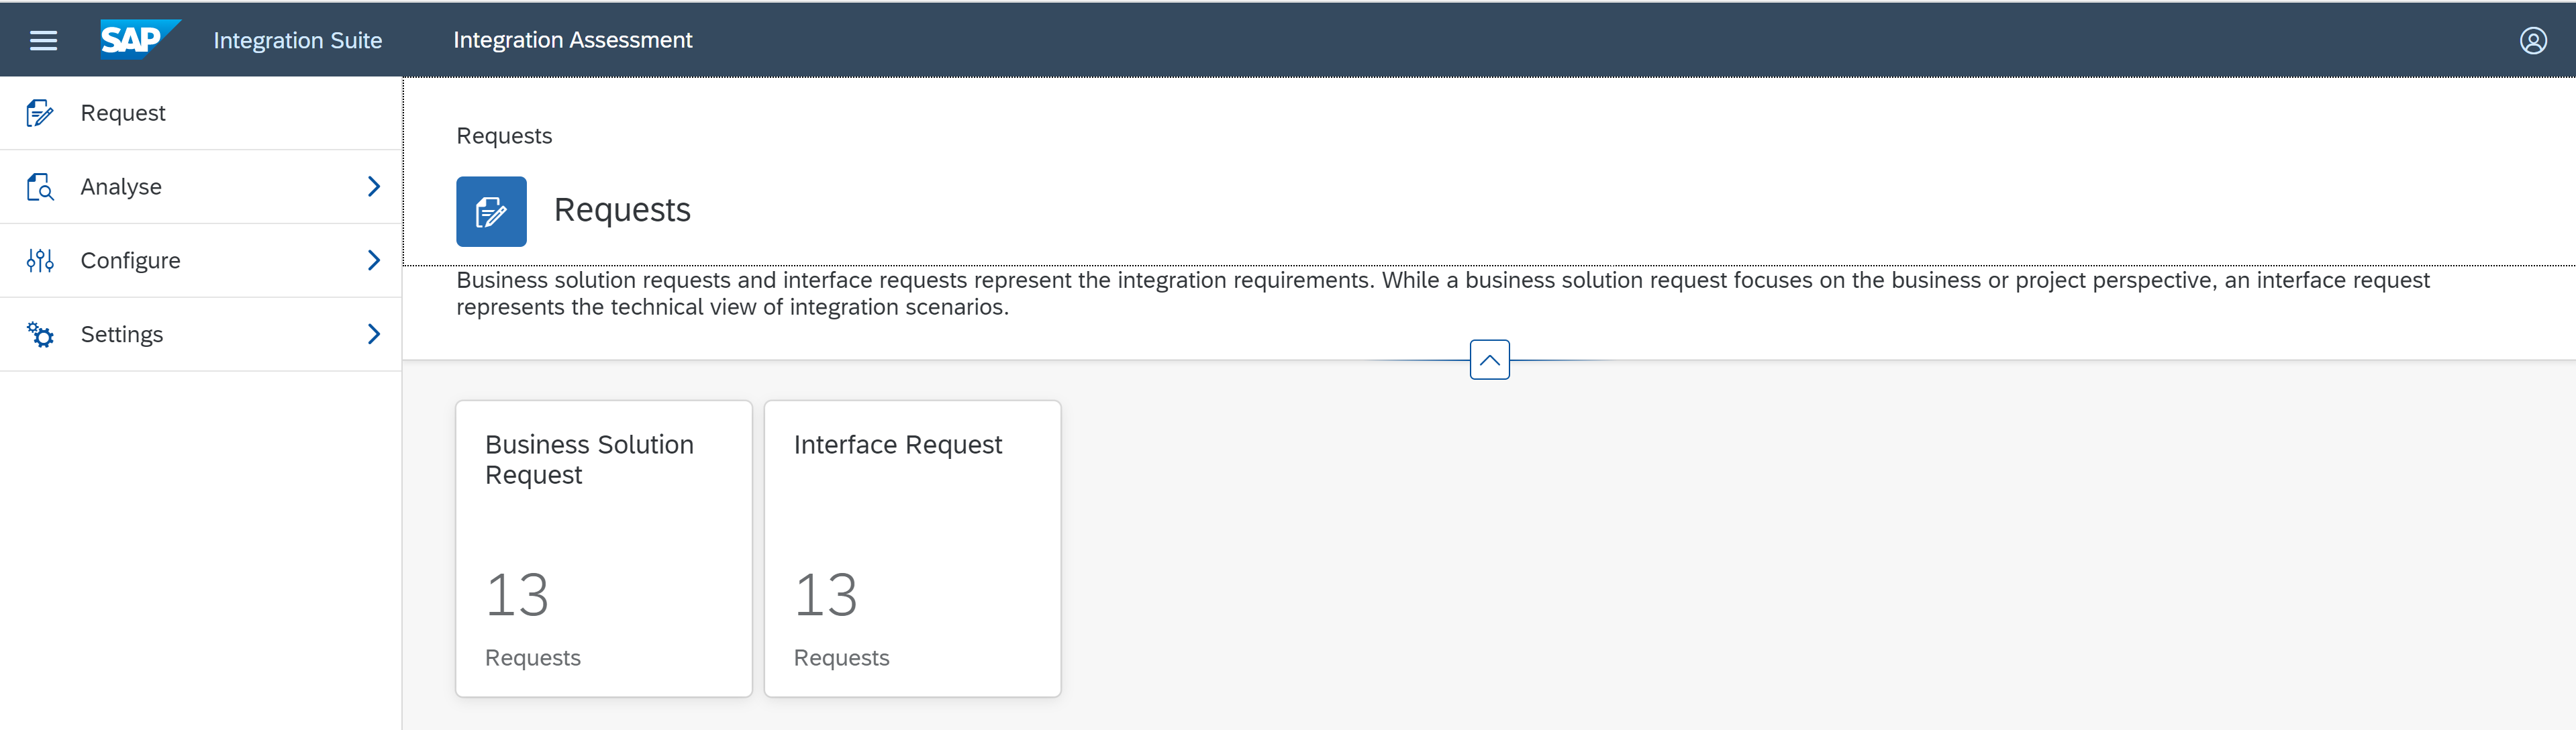 SAP Integration Suite Integration Assessment
Request
Analyse
Configure
Settings
Requests
Requests
Business solution requests and interface requests represent the integration requirements. While a business solution request focuses on the business or project perspective, an interface request
represents the technical view of integration scenarios.
Business Solution
Request
13
Requests
Interface Request
13
Requests